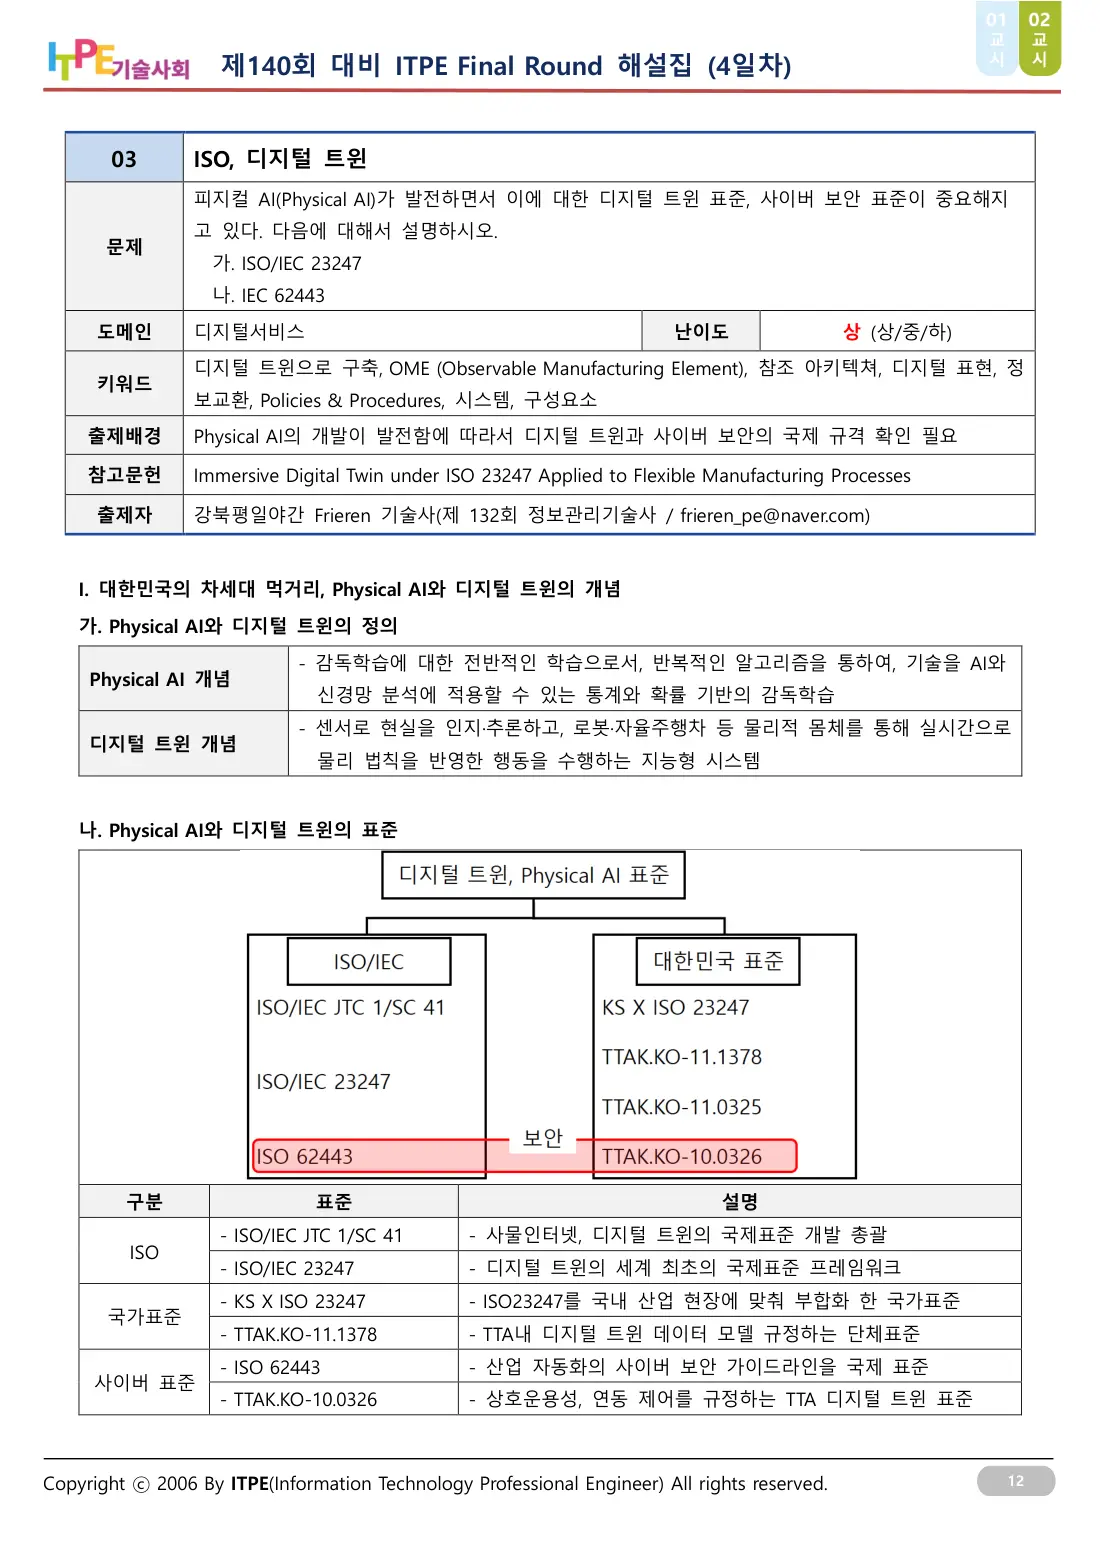 ITPE기술사회 제140회 대비 ITPE Final Round 해설집 (4일차)
01 교시
02 교시
03 ISO, 디지털 트윈
문제
피지컬 AI(Physical AI)가 발전하면서 이에 대한 디지털 트윈 표준, 사이버 보안 표준이 중요해지
고 있다. 다음에 대해서 설명하시오.
가. ISO/IEC 23247
나. IEC 62443
도메인 디지털서비스 난이도 상 (상/중/하)
키워드
디지털 트윈으로 구축, OME (Observable Manufacturing Element), 참조 아키텍쳐, 디지털 표현, 정
보교환, Policies & Procedures, 시스템, 구성요소
출제배경 Physical AI의 개발이 발전함에 따라서 디지털 트윈과 사이버 보안의 국제 규격 확인 필요
참고문헌 Immersive Digital Twin under ISO 23247 Applied to Flexible Manufacturing Processes
출제자 강북평일야간 Frieren 기술사(제 132회 정보관리기술사 / frieren_pe@naver.com)
I. 대한민국의 차세대 먹거리, Physical AI와 디지털 트윈의 개념
가. Physical AI와 디지털 트윈의 정의
Physical AI 개념
- 감독학습에 대한 전반적인 학습으로서, 반복적인 알고리즘을 통하여, 기술을 AI와
신경망 분석에 적용할 수 있는 통계와 확률 기반의 감독학습
디지털 트윈 개념
- 센서로 현실을 인지·추론하고, 로봇·자율주행차 등 물리적 몸체를 통해 실시간으로
물리 법칙을 반영한 행동을 수행하는 지능형 시스템
나. Physical AI와 디지털 트윈의 표준
디지털 트윈, Physical AI 표준
ISO/IEC
ISO/IEC JTC 1/SC 41
ISO/IEC 23247
ISO 62443
보안
대한민국 표준
KS X ISO 23247
TTAK.KO-11.1378
TTAK.KO-11.0325
TTAK.KO-10.0326
구분 표준 설명
ISO
- ISO/IEC JTC 1/SC 41 - 사물인터넷, 디지털 트윈의 국제표준 개발 총괄
- ISO/IEC 23247 - 디지털 트윈의 세계 최초의 국제표준 프레임워크
국가표준
- KS X ISO 23247 - ISO23247를 국내 산업 현장에 맞춰 부합화 한 국가표준
- TTAK.KO-11.1378 - TTA내 디지털 트윈 데이터 모델 규정하는 단체표준
사이버 표준
- ISO 62443 - 산업 자동화의 사이버 보안 가이드라인을 국제 표준
- TTAK.KO-10.0326 - 상호운용성, 연동 제어를 규정하는 TTA 디지털 트윈 표준
Copyright ⓒ 2006 By ITPE(Information Technology Professional Engineer) All rights reserved.
12